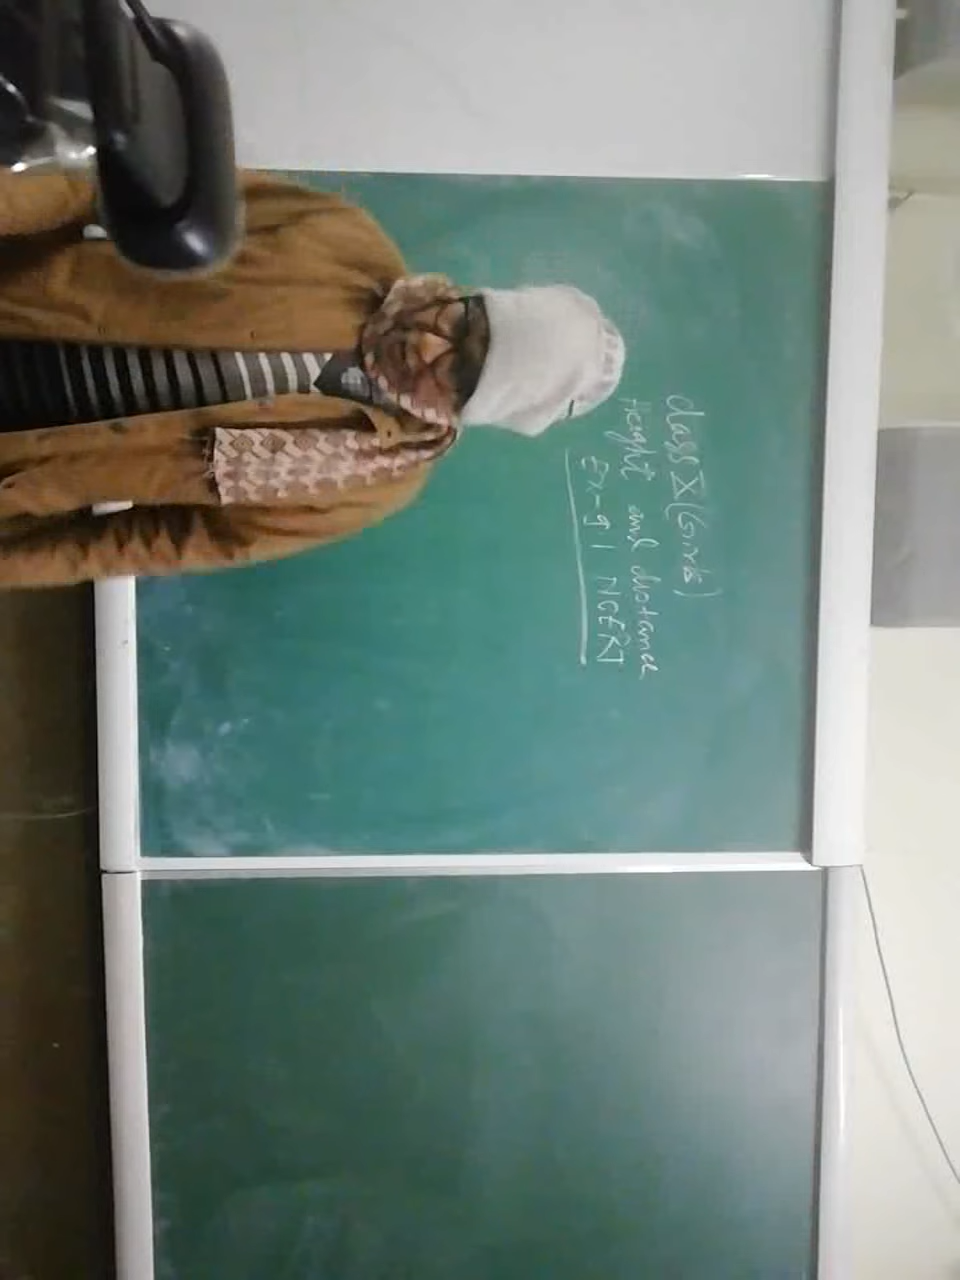 class X (Girls)
Height and distance
Ex-9.1 NCERT